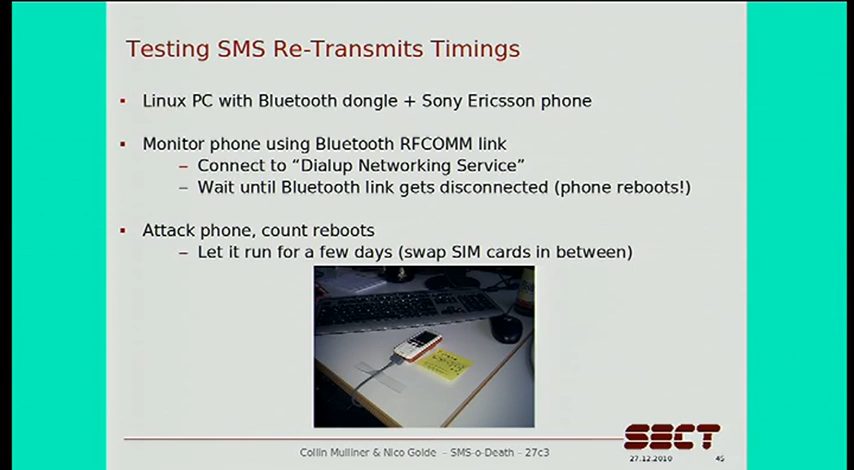 Testing SMS Re-Transmits Timings
Linux PC with Bluetooth dongle + Sony Ericsson phone
Monitor phone using Bluetooth RFCOMM link
– Connect to “Dialup Networking Service”
– Wait until Bluetooth link gets disconnected (phone reboots!)
Attack phone, count reboots
– Let it run for a few days (swap SIM cards in between)
SECT
Collin Mulliner & Nico Golde – SMS-o-Death – 27c3
27.12.2010
45